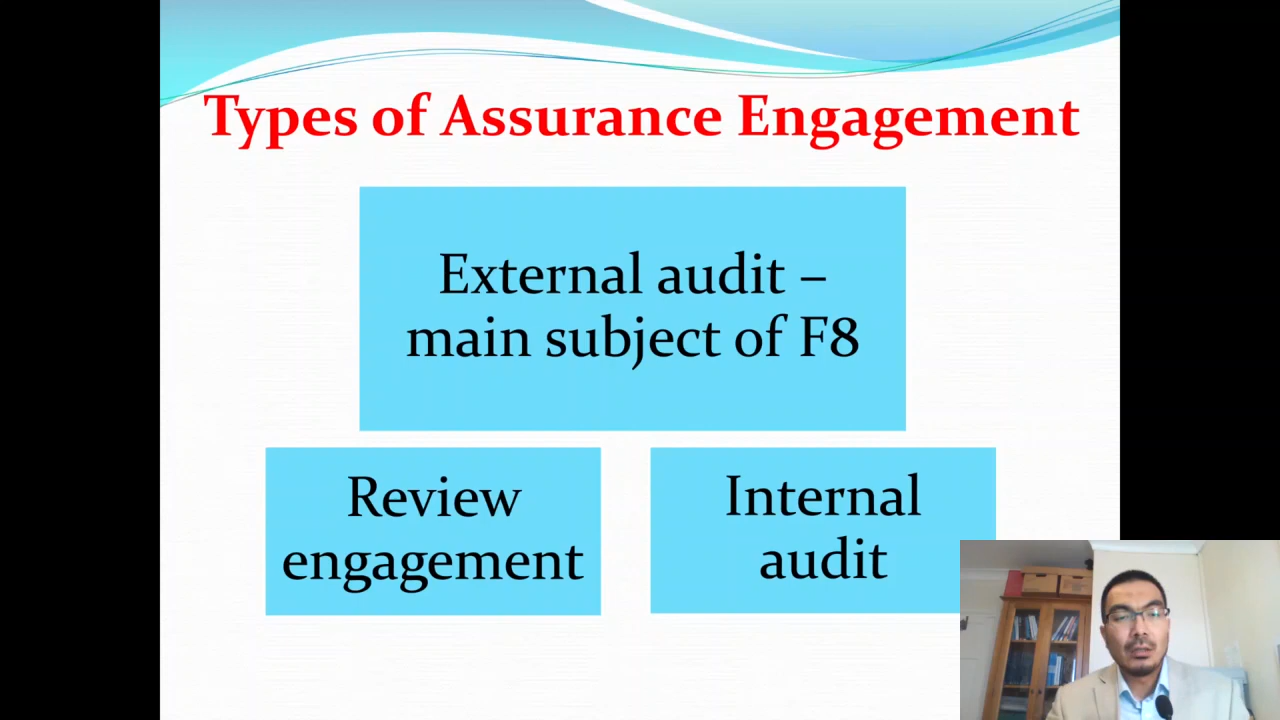 Types of Assurance Engagement
External audit –
main subject of F8
Review
engagement
Internal
audit